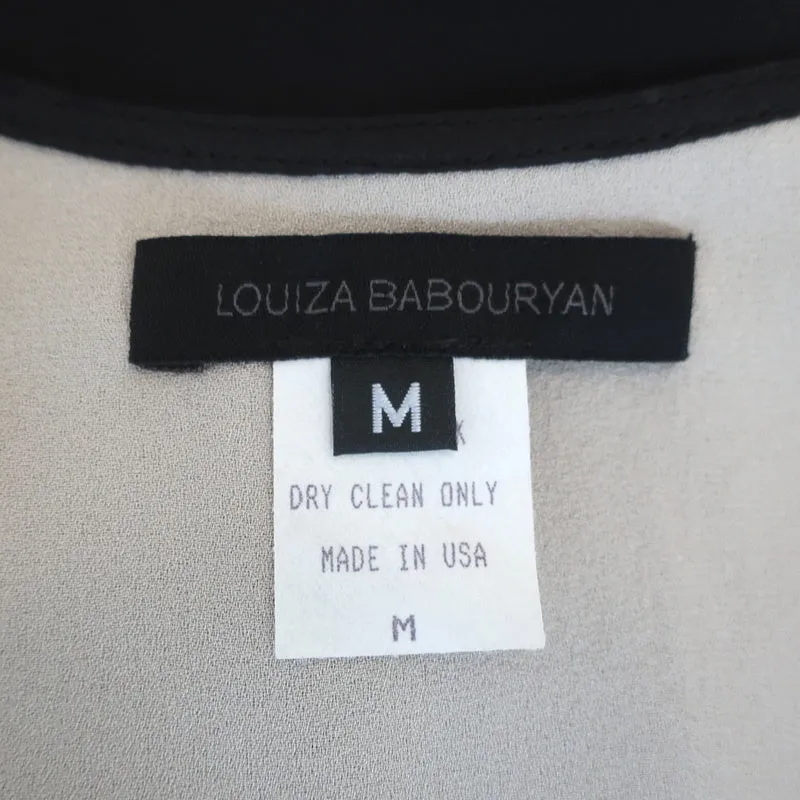 LOUIZA BABOURYAN
M
K
DRY CLEAN ONLY
MADE IN USA
M